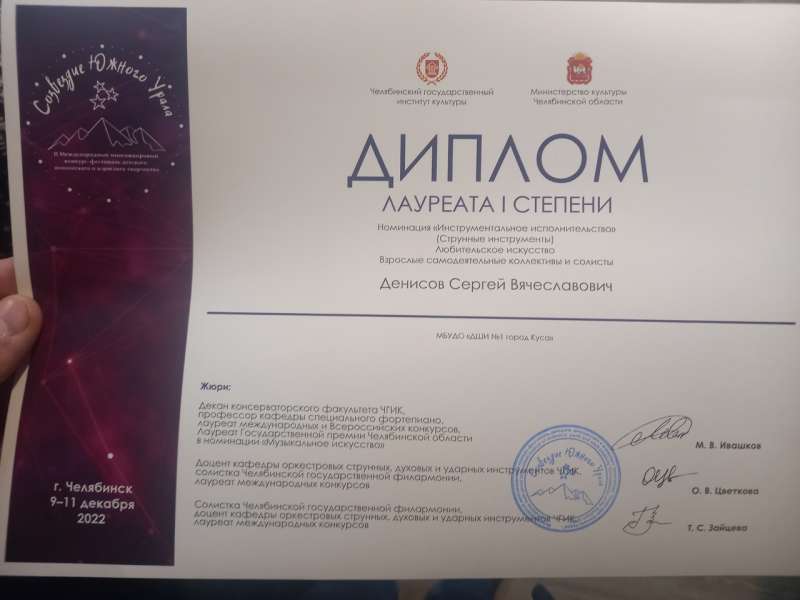 Созвездие Южного Урала
II Международный многожанровый
конкурс-фестиваль детского,
юношеского и взрослого творчества
г. Челябинск
9–11 декабря
2022
Челябинский государственный
институт культуры
Министерство культуры
Челябинской области
ДИПЛОМ
ЛАУРЕАТА I СТЕПЕНИ
Номинация «Инструментальное исполнительство»
(Струнные инструменты)
Любительское искусство
Взрослые самодеятельные коллективы и солисты
Денисов Сергей Вячеславович
МБУДО «ДШИ №1 город Куса»
Жюри:
Декан консерваторского факультета ЧГИК,
профессор кафедры специального фортепиано,
лауреат международных и Всероссийских конкурсов,
Лауреат Государственной премии Челябинской области
в номинации «Музыкальное искусство»
М. В. Ивашков
Доцент кафедры оркестровых струнных, духовых и ударных инструментов ЧГИК,
солистка Челябинской государственной филармонии,
лауреат международных конкурсов
О. В. Цветкова
Солистка Челябинской государственной филармонии,
доцент кафедры оркестровых струнных, духовых и ударных инструментов ЧГИК,
лауреат международных конкурсов
Т. С. Зайцева
Созвездие Южного Урала